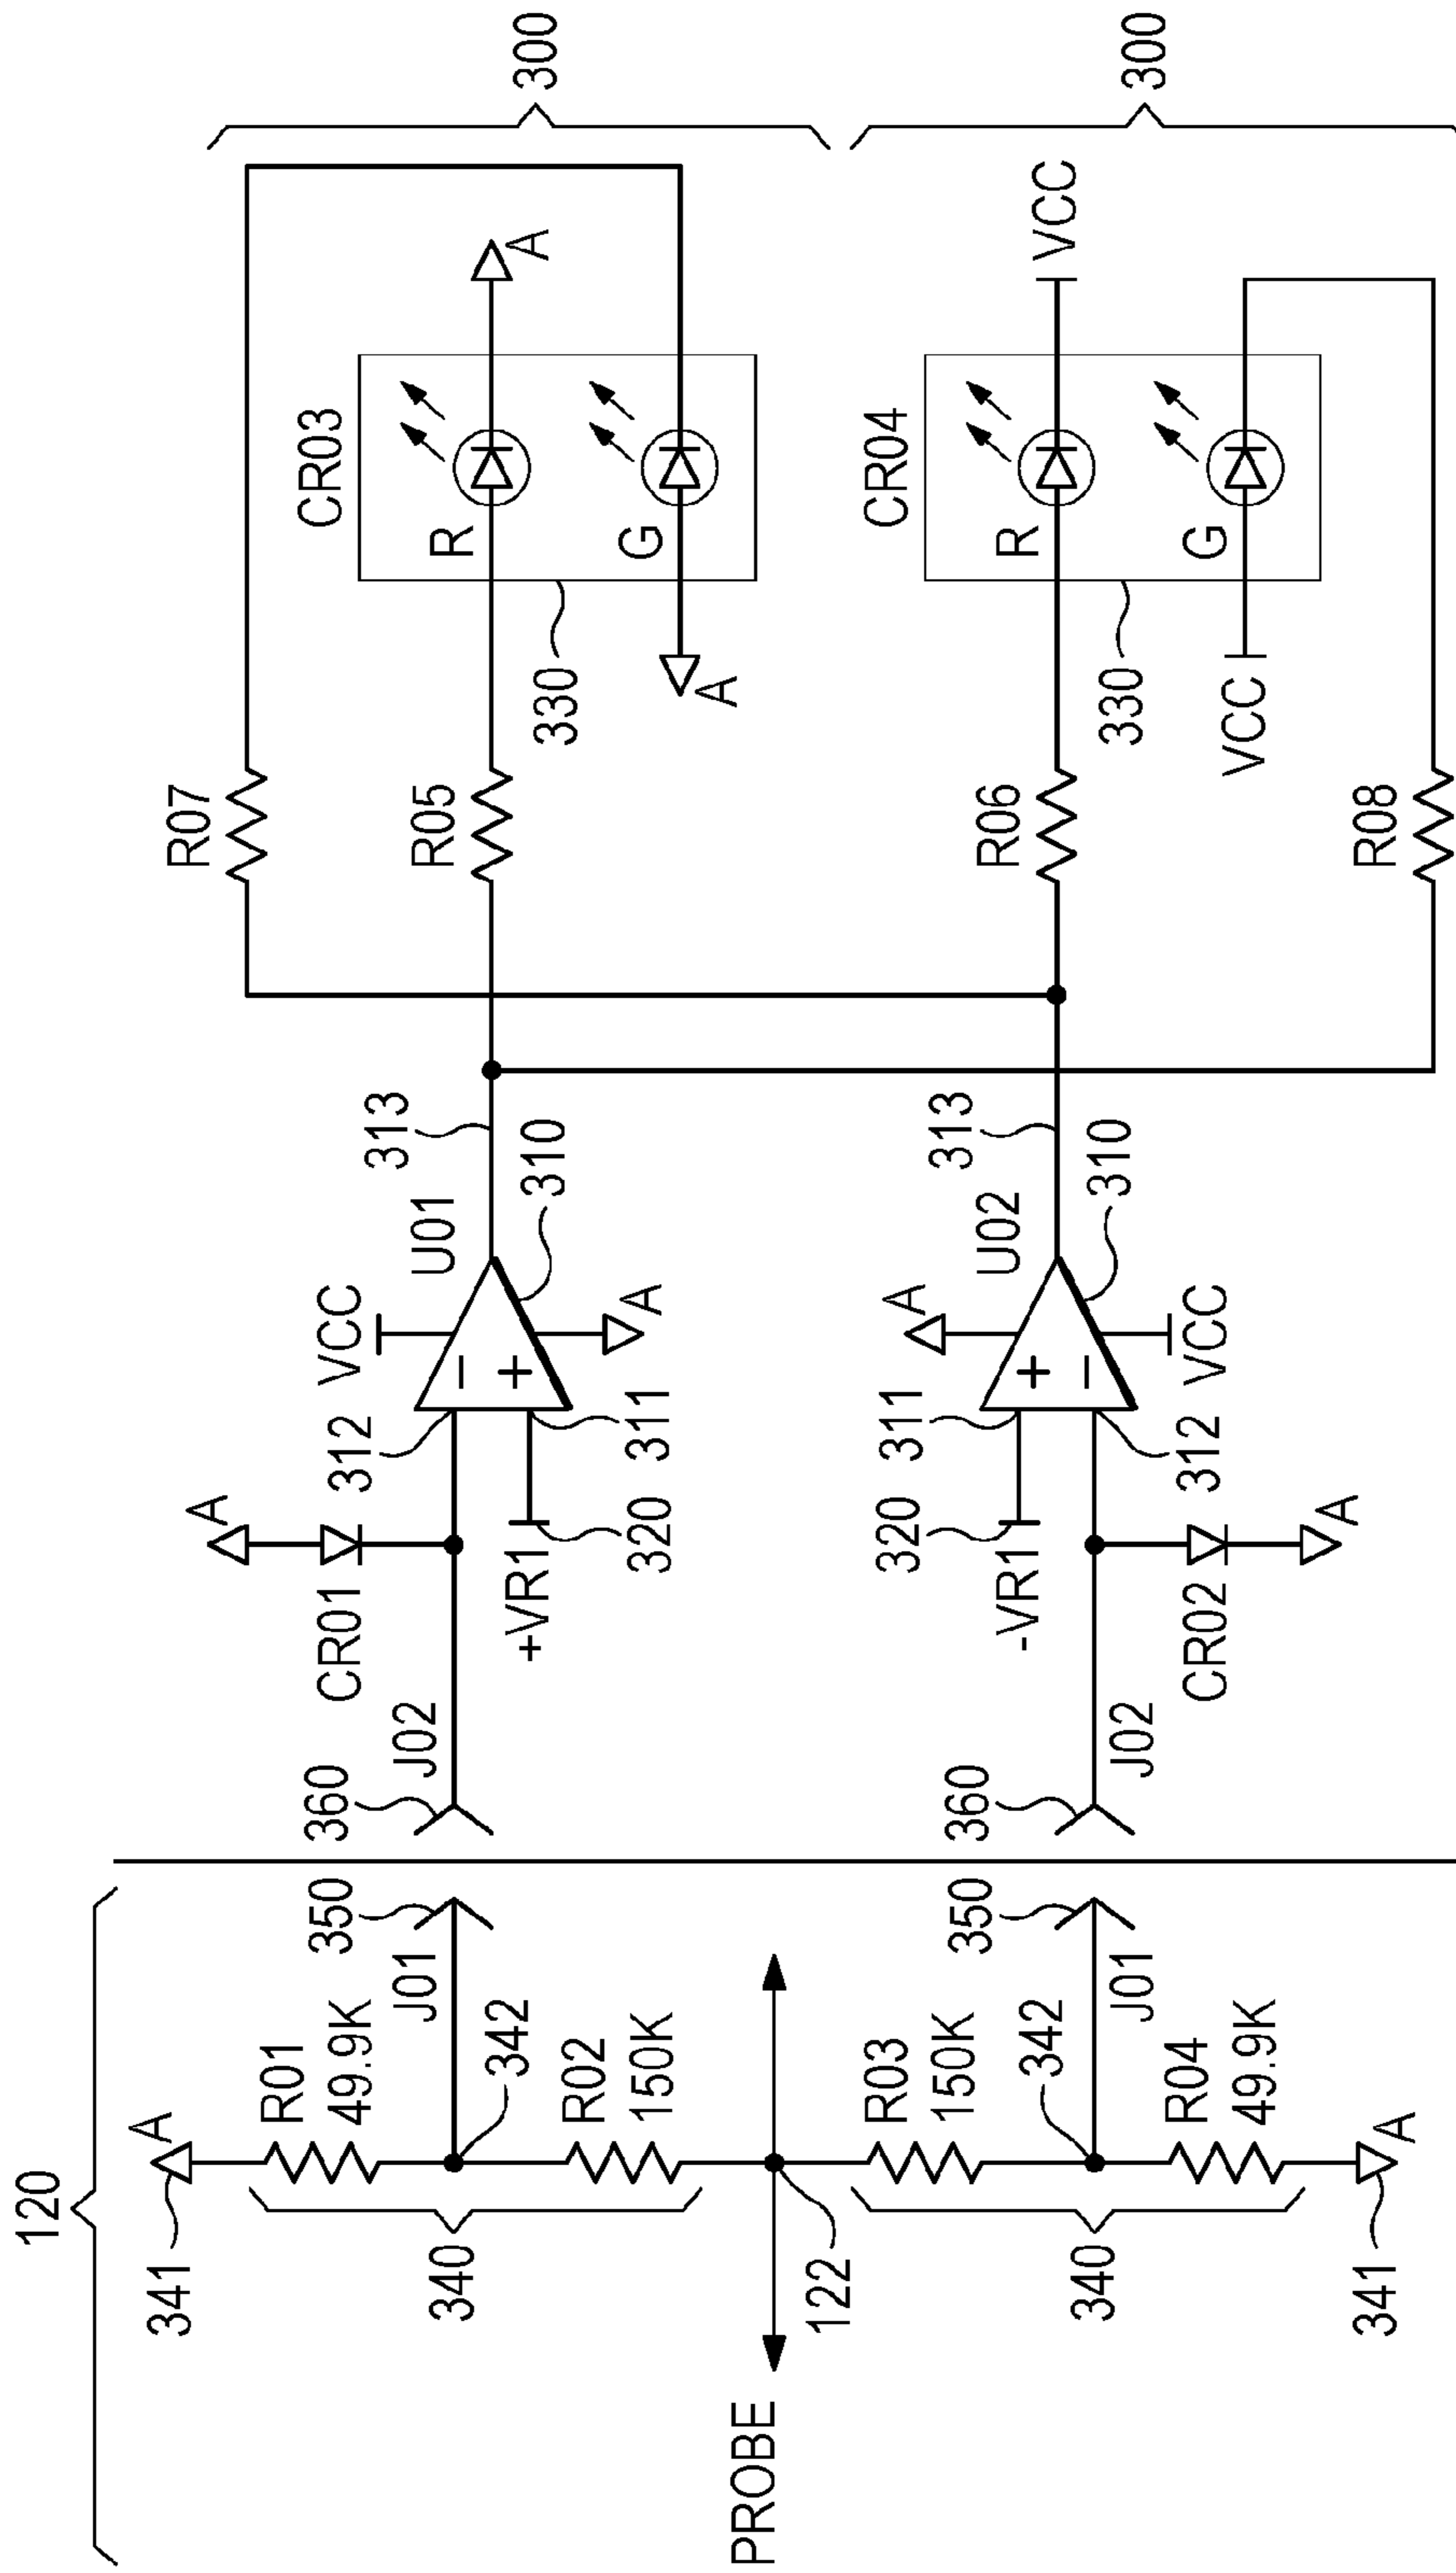 120
341
A
R01
49.9K
340
J01
350
342
R02
150K
PROBE
122
R03
150K
342
J01
350
340
R04
49.9K
341
A
360
J02
A
CR01
312
VCC
U01
313
+VR1
320
311
310
A
360
J02
-VR1
320
311
A
U02
313
310
312
VCC
CR02
A
R07
R05
CR03
R
A
G
A
330
300
R06
CR04
R
VCC
G
VCC
330
R08
300